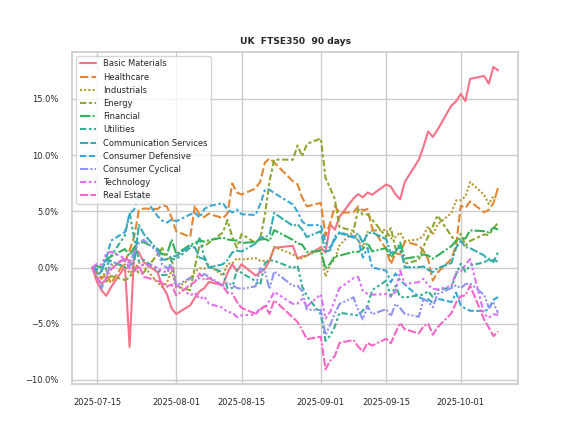 UK FTSE350 90 days
Basic Materials
Healthcare
Industrials
Energy
Financial
Utilities
Communication Services
Consumer Defensive
Consumer Cyclical
Technology
Real Estate
15.0%
10.0%
5.0%
0.0%
−5.0%
−10.0%
2025-07-15
2025-08-01
2025-08-15
2025-09-01
2025-09-15
2025-10-01